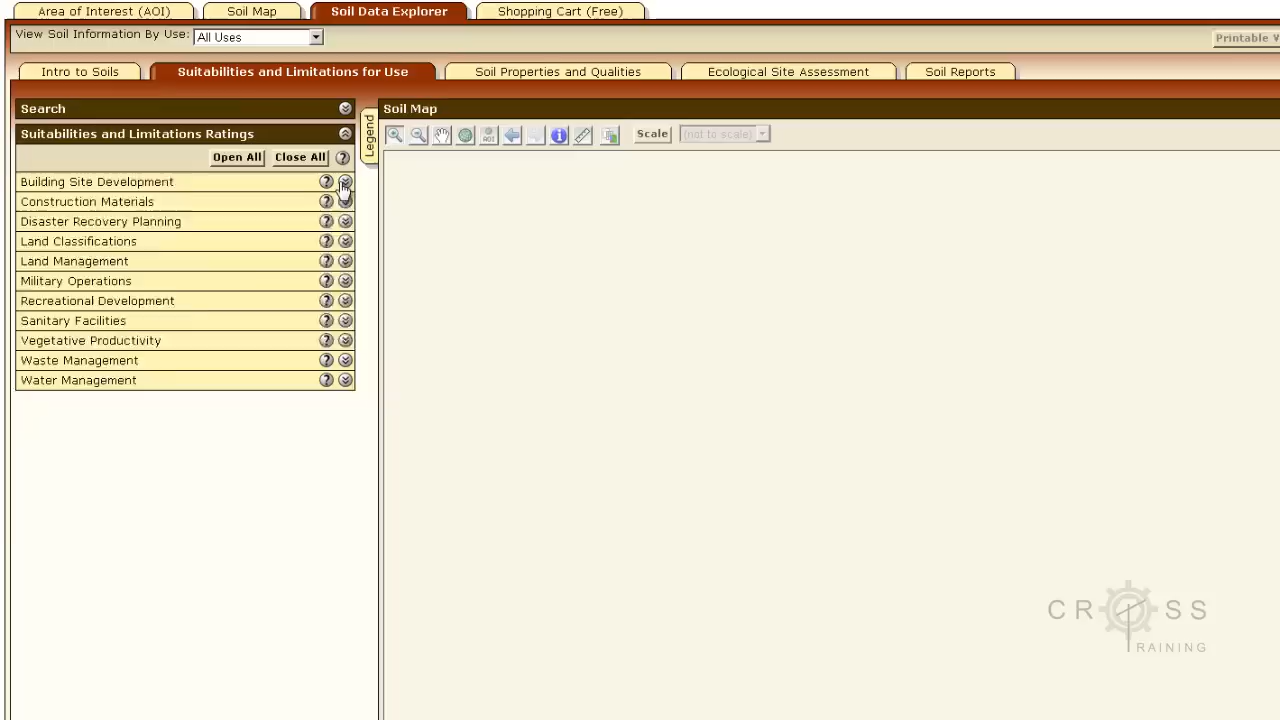 Area of Interest (AOI) Soil Map Soil Data Explorer Shopping Cart (Free)
View Soil Information By Use: All Uses
Printable V
Intro to Soils Suitabilities and Limitations for Use Soil Properties and Qualities Ecological Site Assessment Soil Reports
Search
Legend
Soil Map
Suitabilities and Limitations Ratings
AOI
Scale (not to scale)
Open All Close All ?
Building Site Development ?
Construction Materials ?
Disaster Recovery Planning ?
Land Classifications ?
Land Management ?
Military Operations ?
Recreational Development ?
Sanitary Facilities ?
Vegetative Productivity ?
Waste Management ?
Water Management ?
CROSS
TRAINING